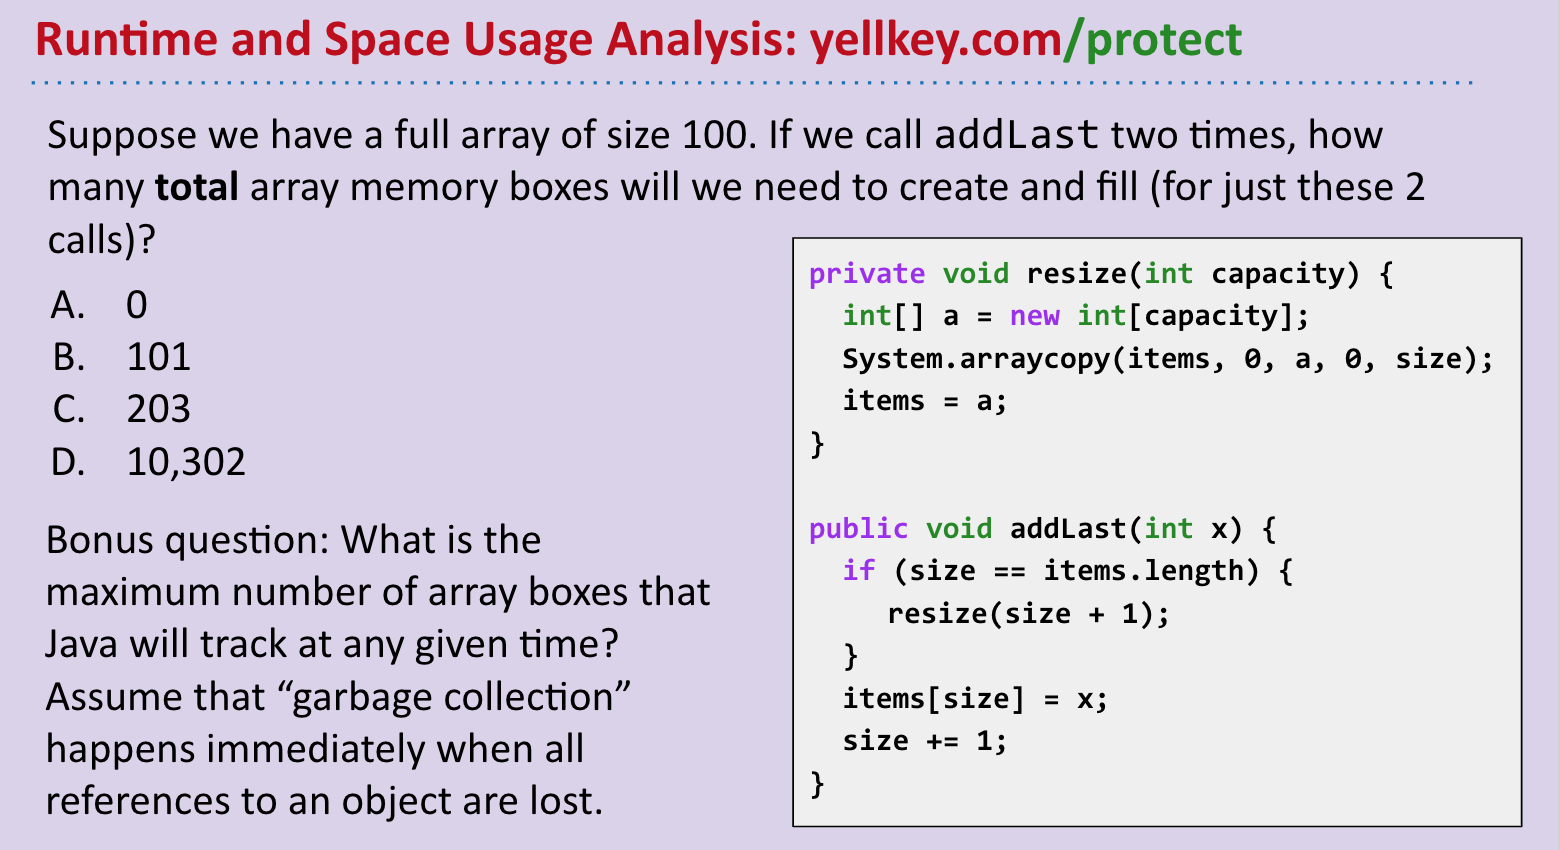 Runtime and Space Usage Analysis: yellkey.com/protect
Suppose we have a full array of size 100. If we call addLast two times, how
many total array memory boxes will we need to create and fill (for just these 2
calls)?
A. 0
B. 101
C. 203
D. 10,302
Bonus question: What is the
maximum number of array boxes that
Java will track at any given time?
Assume that “garbage collection”
happens immediately when all
references to an object are lost.
private void resize(int capacity) {
  int[] a = new int[capacity];
  System.arraycopy(items, 0, a, 0, size);
  items = a;
}

public void addLast(int x) {
  if (size == items.length) {
    resize(size + 1);
  }
  items[size] = x;
  size += 1;
}